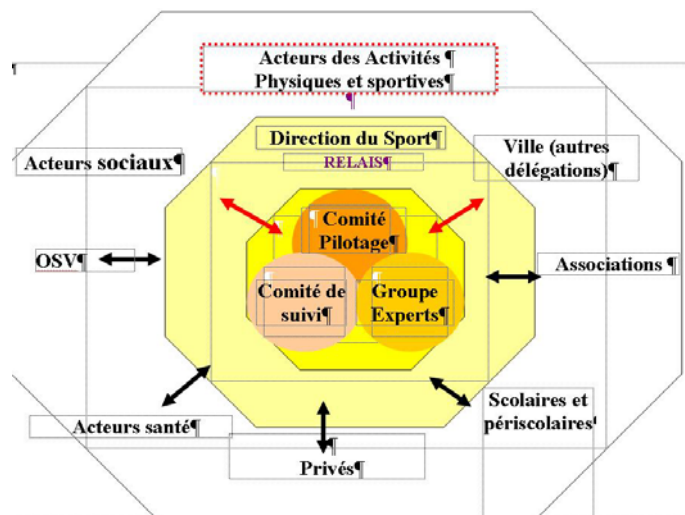 Acteurs des Activités ¶
Physiques et sportives¶
¶
¶
Direction du Sport¶
RELAIS¶
Ville (autres
délégations)¶
Acteurs sociaux¶
¶
¶ Comité
Pilotage¶
OSV¶
Associations ¶
¶
Comité de
suivi¶
¶
Groupe
Experts¶
Scolaires et
périscolaires¶
Acteurs santé¶
¶
Privés¶